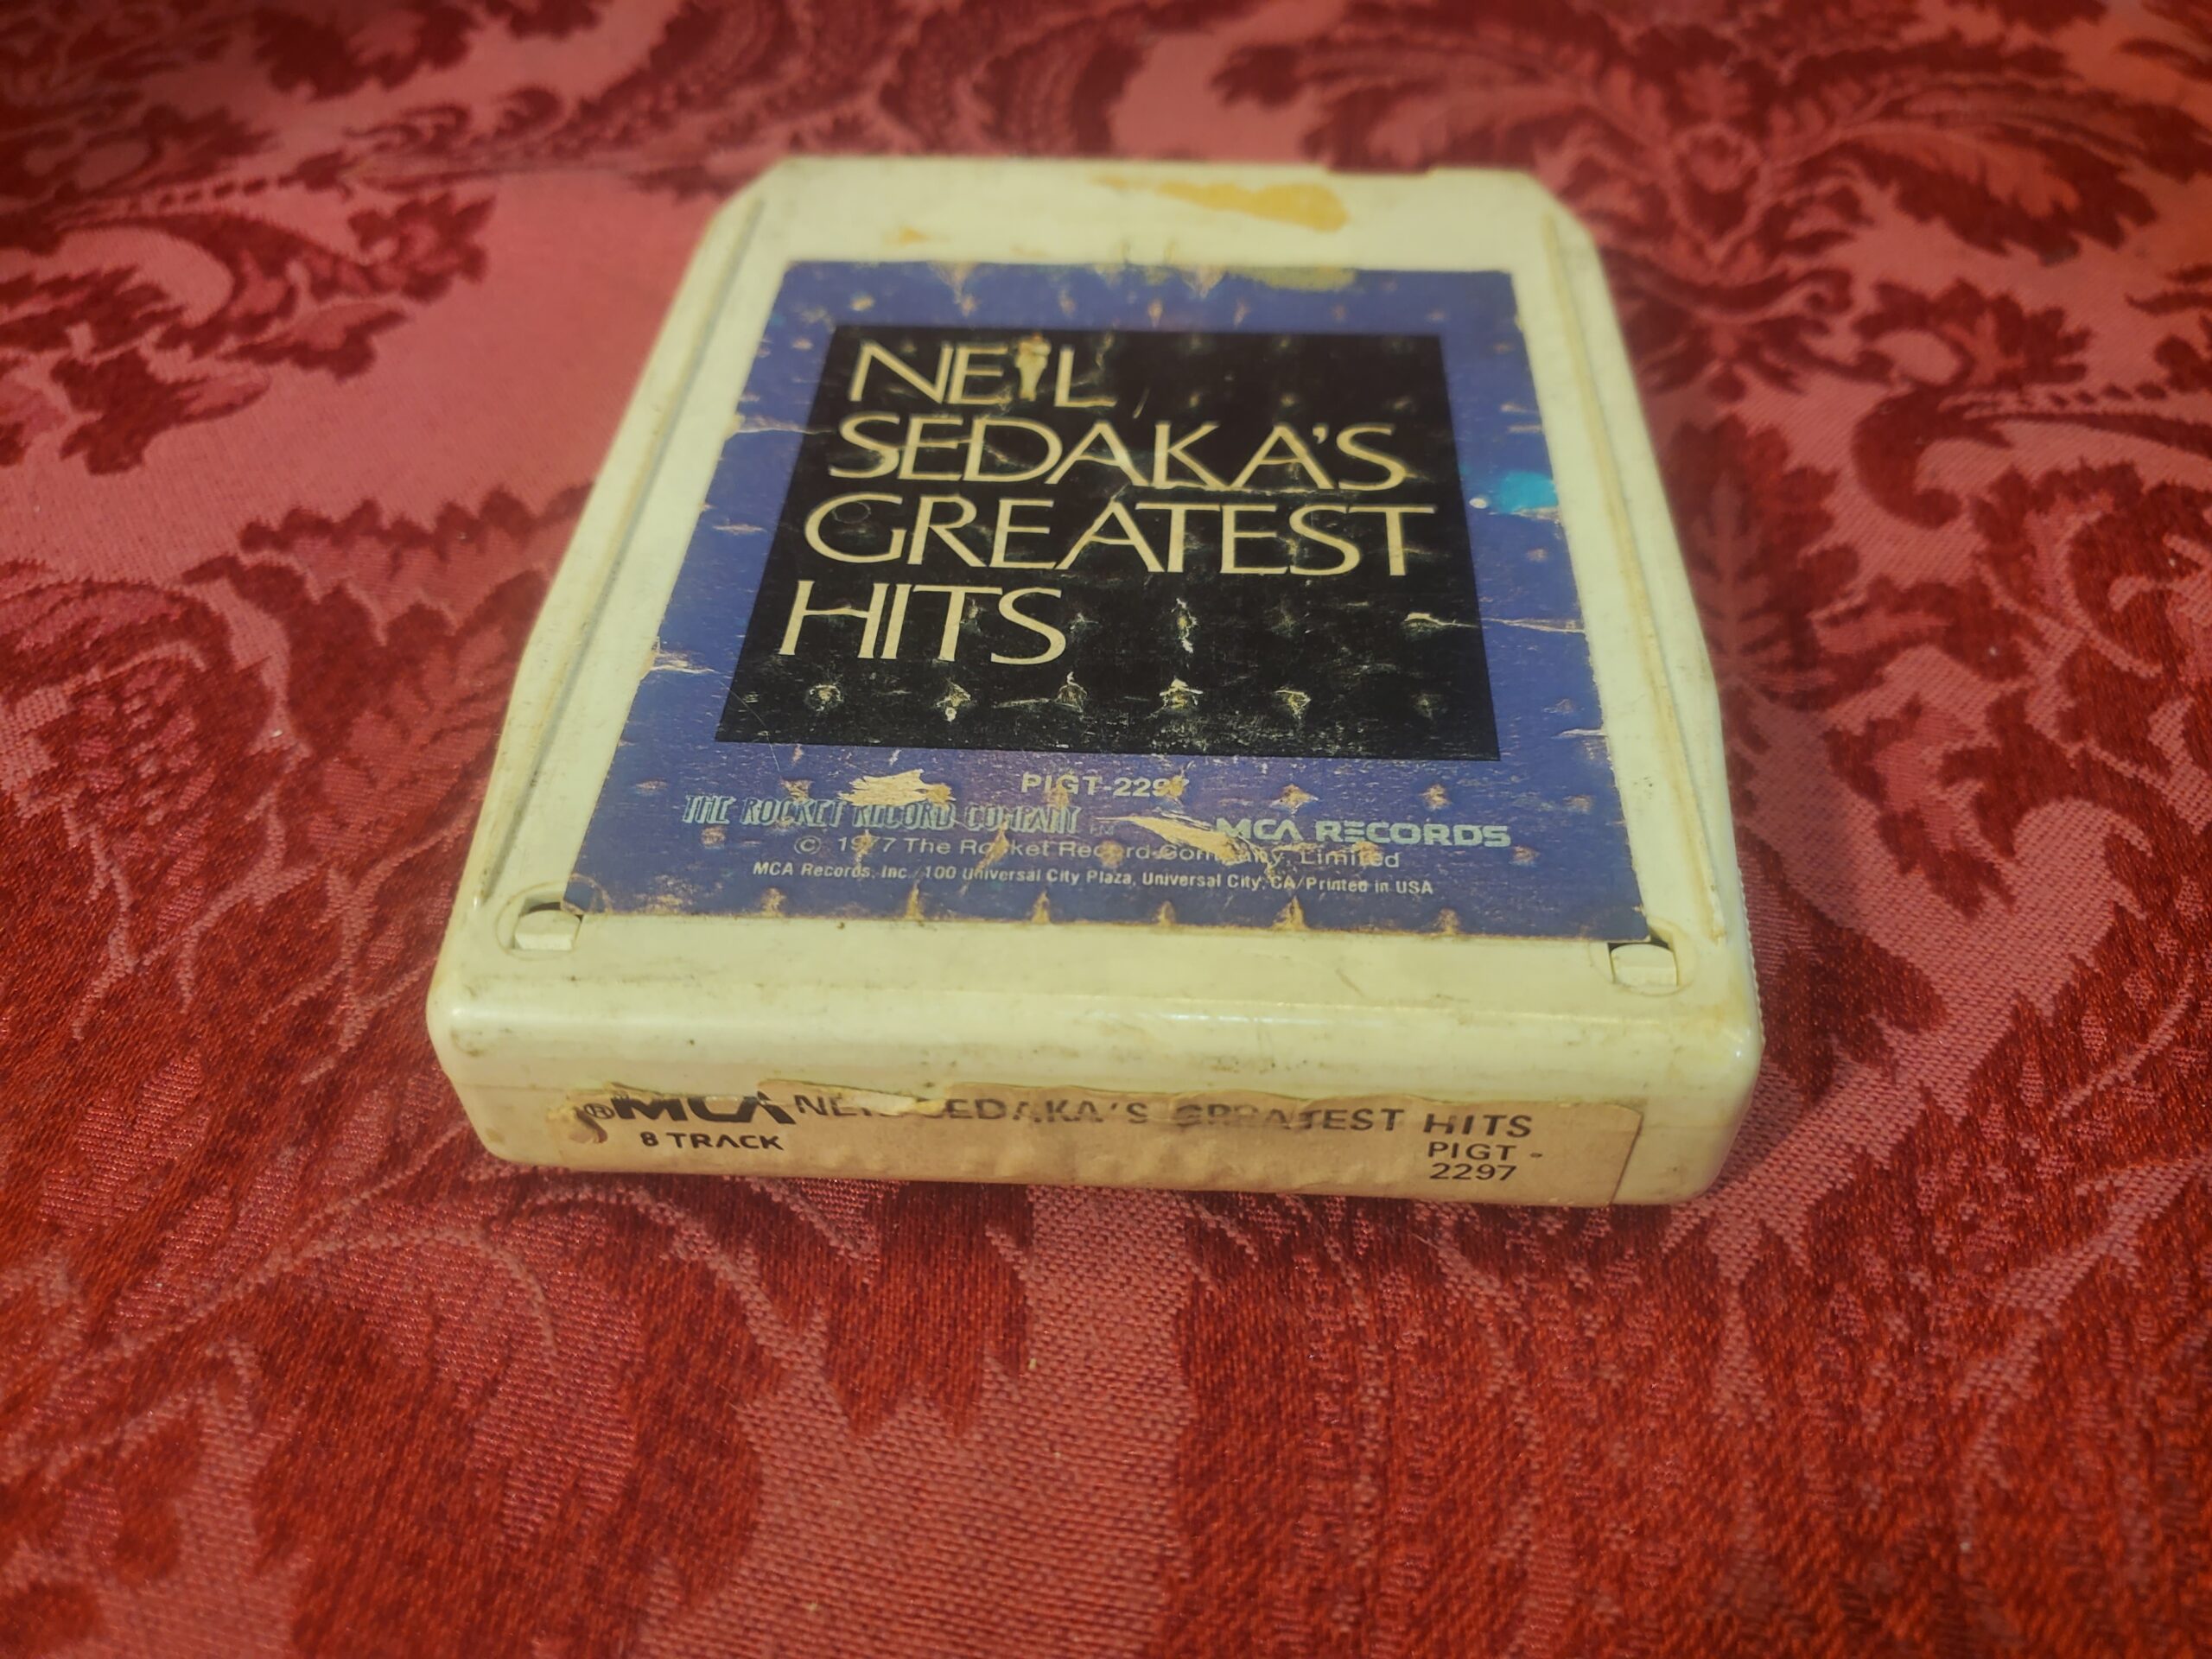 NEIL
SEDAKA'S
GREATEST
HITS
PIGT-2297
THE ROCKET RECORD COMPANY
MCA RECORDS
© 1977 The Rocket Record Company, Limited
MCA Records, Inc./100 Universal City Plaza, Universal City, CA/Printed in USA
® MCA NEIL SEDAKA'S GREATEST HITS
8 TRACK
PIGT -
2297